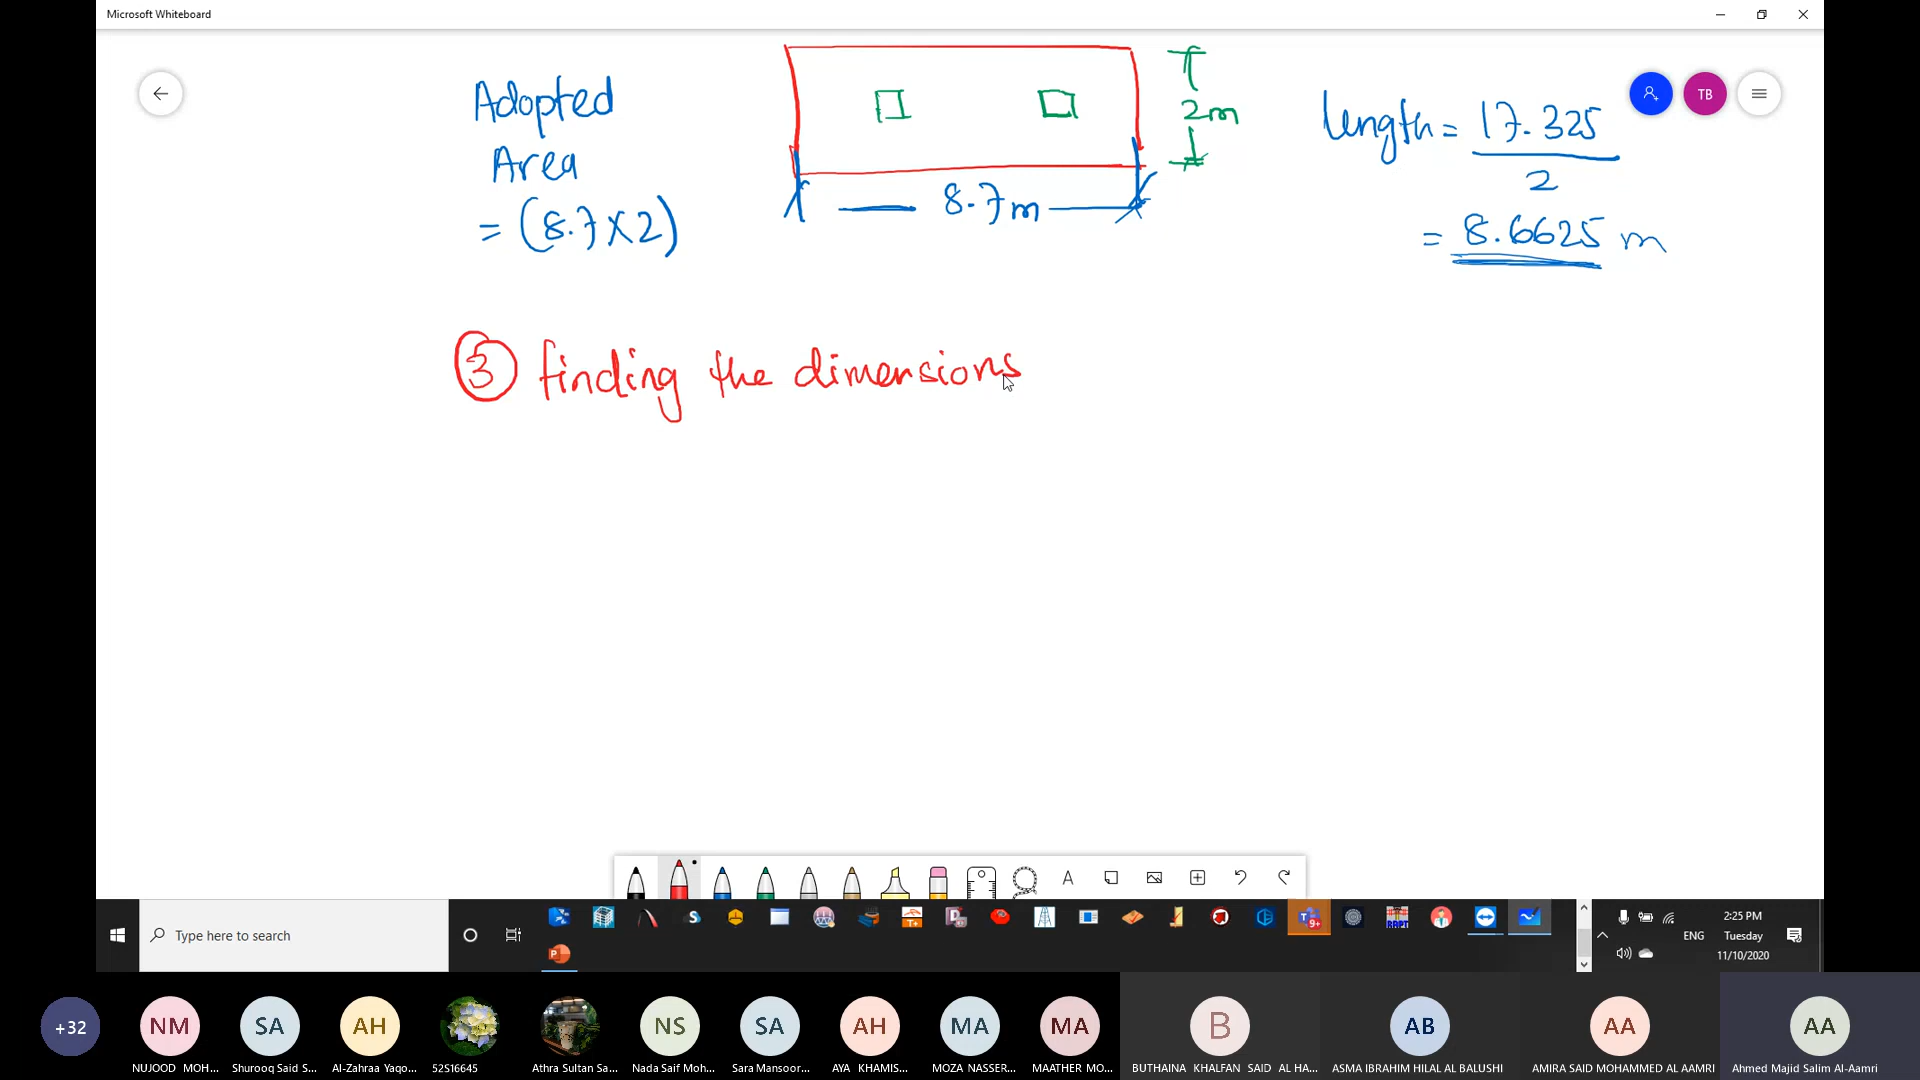 Microsoft Whiteboard
Adopted
Area
= (8.7 x 2)
2m
8.7m
length = 17.325
2
= 8.6625 m
TB
3 finding the dimensions
A
Type here to search
ENG
2:25 PM
Tuesday
11/10/2020
+32
NM
SA
AH
NS
SA
AH
MA
MA
B
AB
AA
AA
NUJOOD MOH...
Shurooq Said S...
Al-Zahraa Yaqo...
52S16645
Athra Sultan Sa...
Nada Saif Moh...
Sara Mansoor...
AYA KHAMIS...
MOZA NASSER...
MAATHER MO...
BUTHAINA KHALFAN SAID AL HA...
ASMA IBRAHIM HILAL AL BALUSHI
AMIRA SAID MOHAMMED AL AAMRI
Ahmed Majid Salim Al-Aamri